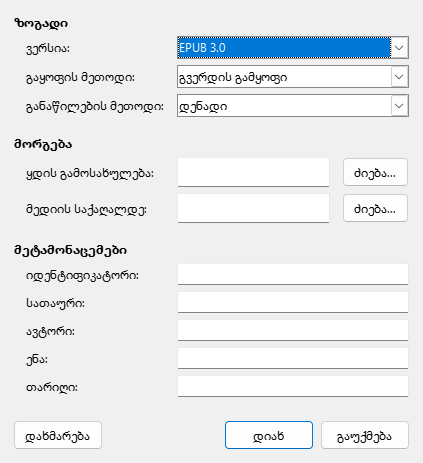 ზოგადი
ვერსია: EPUB 3.0
გაყოფის მეთოდი: გვერდის გამყოფი
განაწილების მეთოდი: დენადი
მორგება
ყდის გამოსახულება: ძიება...
მედიის საქაღალდე: ძიება...
მეტამონაცემები
იდენტიფიკატორი:
სათაური:
ავტორი:
ენა:
თარიღი:
დახმარება დიახ გაუქმება